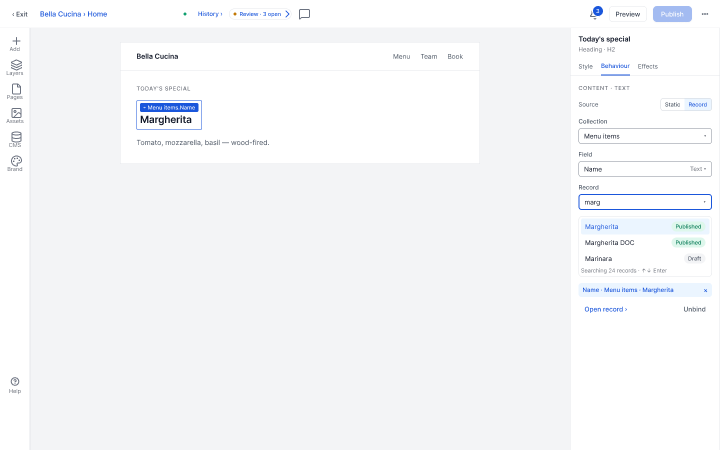 ‹ Exit
Bella Cucina › Home
History ›
Review · 3 open
3
Preview
Publish
Add
Layers
Pages
Assets
CMS
Brand
Help
Bella Cucina
Menu
Team
Book
TODAY'S SPECIAL
Menu items.Name
Margherita
Tomato, mozzarella, basil — wood-fired.
Today's special
Heading · H2
Style
Behaviour
Effects
CONTENT · TEXT
Source
Static
Record
Collection
Menu items
Field
Name
Text
Record
marg
Margherita
Published
Margherita DOC
Published
Marinara
Draft
Searching 24 records · ↑ ↓ Enter
Name · Menu items · Margherita
×
Open record ›
Unbind